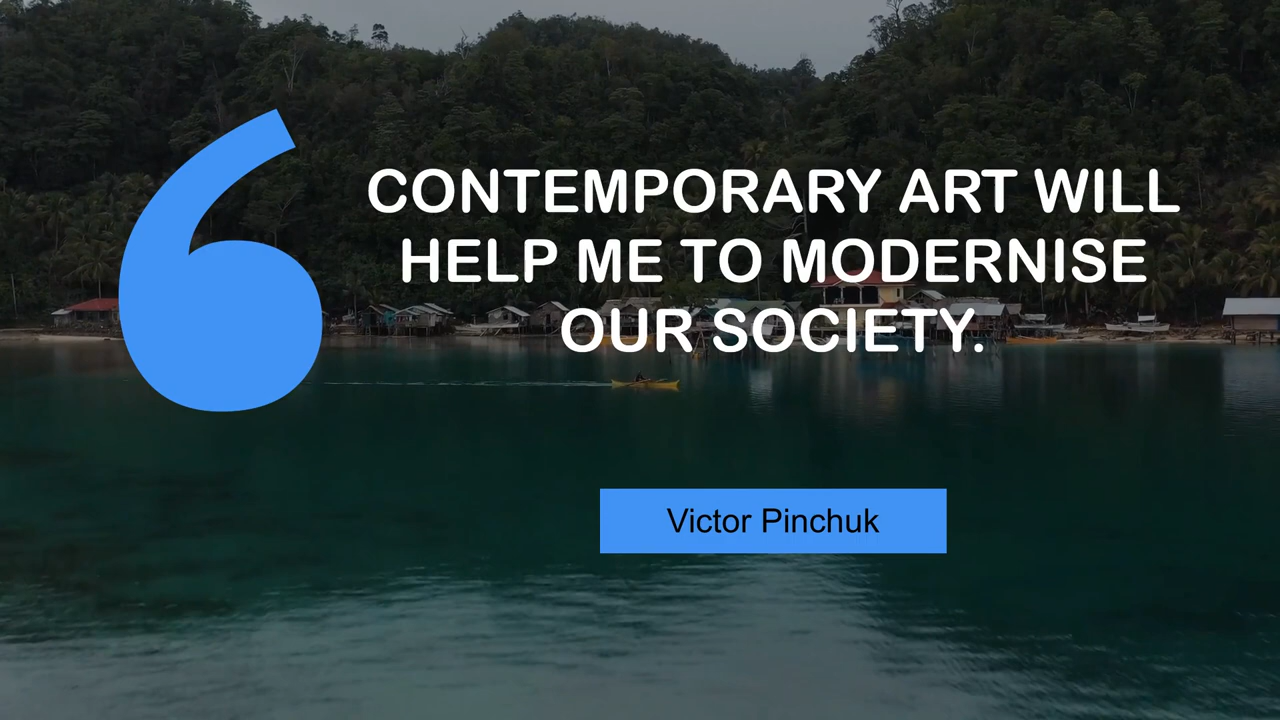 CONTEMPORARY ART WILL
HELP ME TO MODERNISE
OUR SOCIETY.
Victor Pinchuk